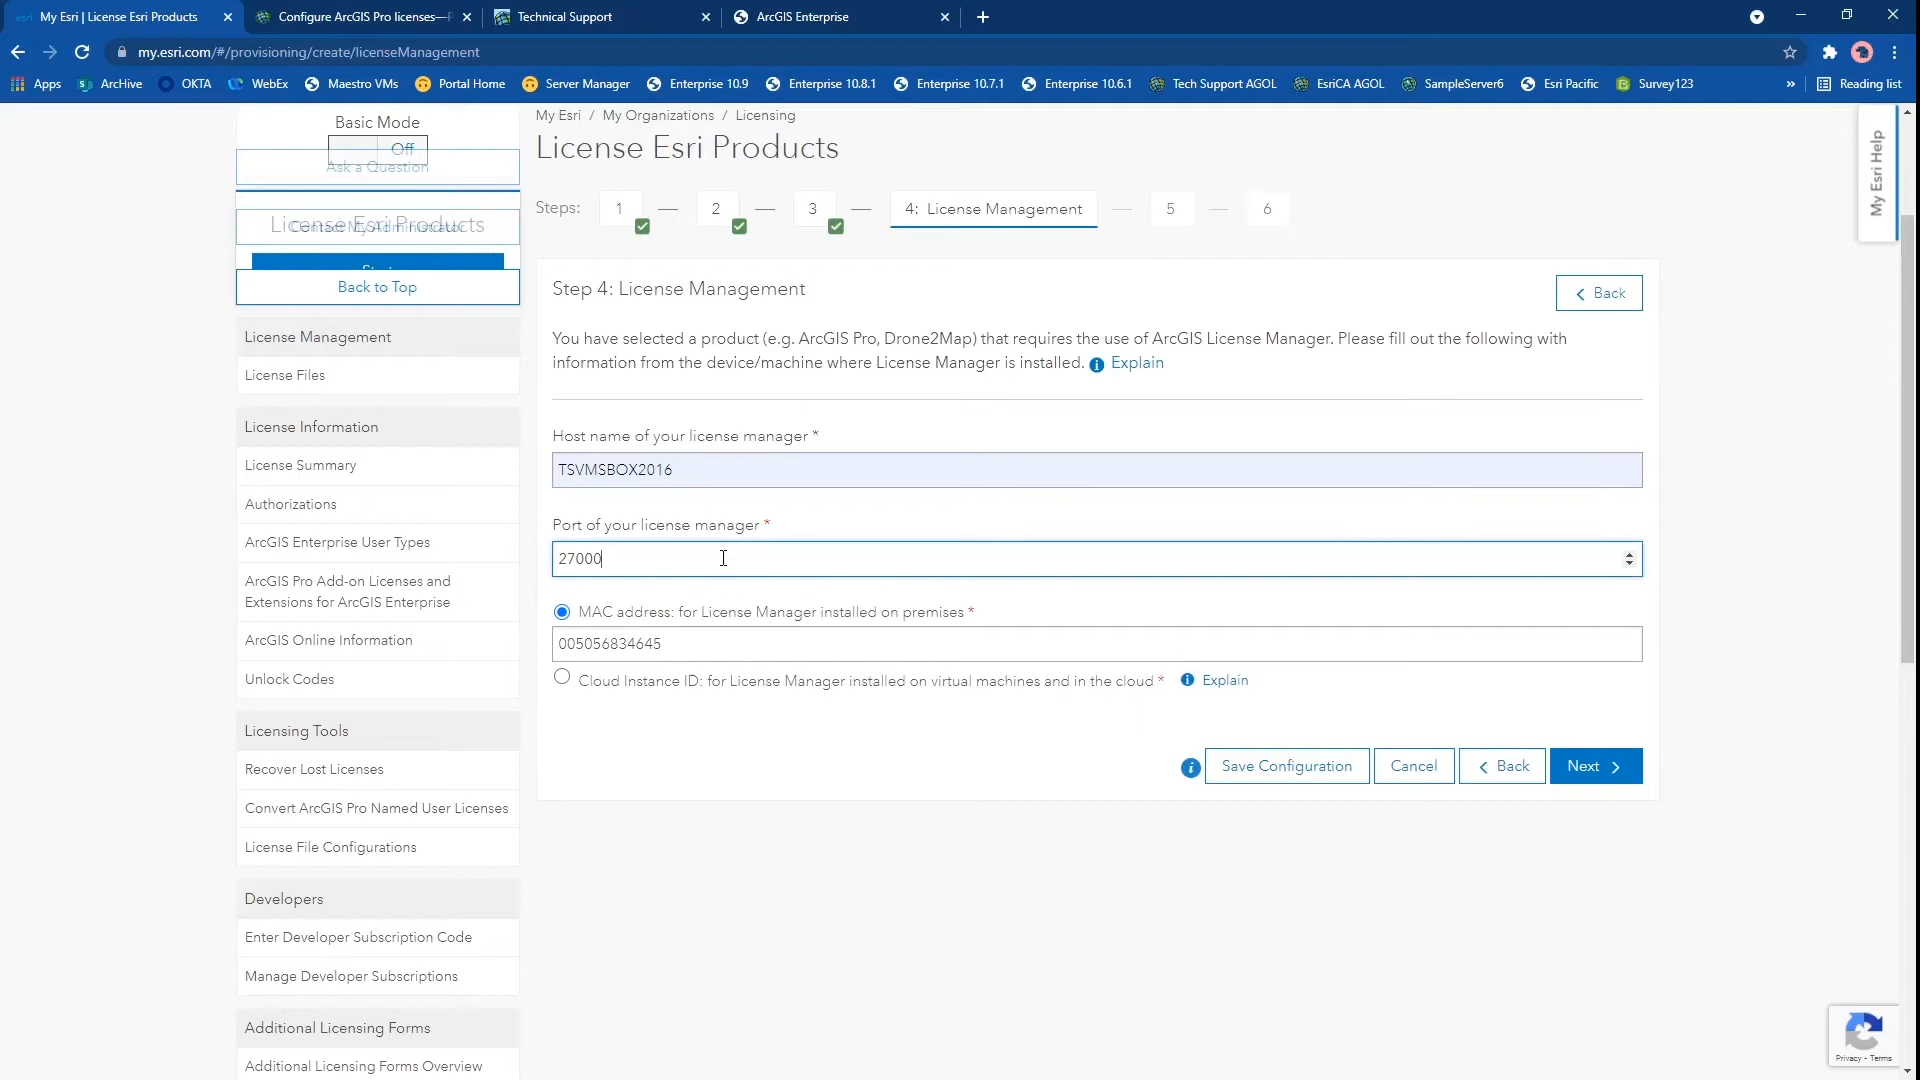 esri My Esri | License Esri Products
Configure ArcGIS Pro licenses—P
Technical Support
ArcGIS Enterprise
my.esri.com/#/provisioning/create/licenseManagement
Apps
ArcHive
OKTA
WebEx
Maestro VMs
Portal Home
Server Manager
Enterprise 10.9
Enterprise 10.8.1
Enterprise 10.7.1
Enterprise 10.6.1
Tech Support AGOL
EsriCA AGOL
SampleServer6
Esri Pacific
Survey123
»
Reading list
Basic Mode
Off
Ask a Question
License Esri Products
Contact My Administrator
Back to Top
License Management
License Files
License Information
License Summary
Authorizations
ArcGIS Enterprise User Types
ArcGIS Pro Add-on Licenses and
Extensions for ArcGIS Enterprise
ArcGIS Online Information
Unlock Codes
Licensing Tools
Recover Lost Licenses
Convert ArcGIS Pro Named User Licenses
License File Configurations
Developers
Enter Developer Subscription Code
Manage Developer Subscriptions
Additional Licensing Forms
Additional Licensing Forms Overview
My Esri / My Organizations / Licensing
License Esri Products
Steps: 1 — 2 — 3 — 4: License Management — 5 — 6
Step 4: License Management
Back
You have selected a product (e.g. ArcGIS Pro, Drone2Map) that requires the use of ArcGIS License Manager. Please fill out the following with
information from the device/machine where License Manager is installed. Explain
Host name of your license manager *
TSVMSBOX2016
Port of your license manager *
27000
MAC address: for License Manager installed on premises *
005056834645
Cloud Instance ID: for License Manager installed on virtual machines and in the cloud * Explain
Save Configuration
Cancel
Back
Next
My Esri Help
Privacy - Terms